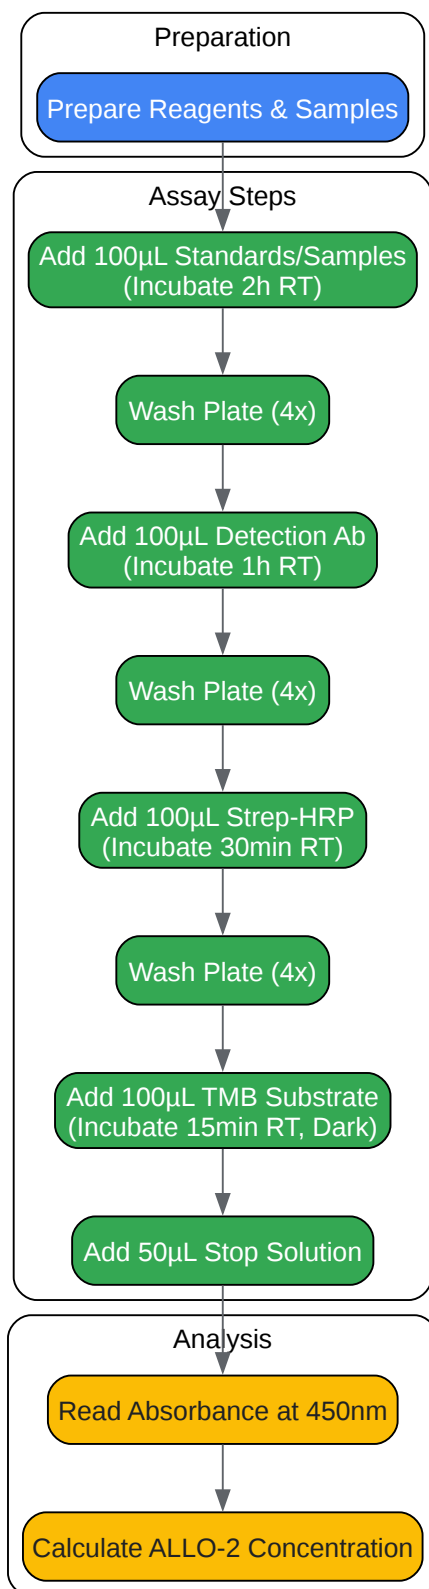 Preparation
Prepare Reagents & Samples
Assay Steps
Add 100µL Standards/Samples
(Incubate 2h RT)
Wash Plate (4x)
Add 100µL Detection Ab
(Incubate 1h RT)
Wash Plate (4x)
Add 100µL Strep-HRP
(Incubate 30min RT)
Wash Plate (4x)
Add 100µL TMB Substrate
(Incubate 15min RT, Dark)
Add 50µL Stop Solution
Analysis
Read Absorbance at 450nm
Calculate ALLO-2 Concentration